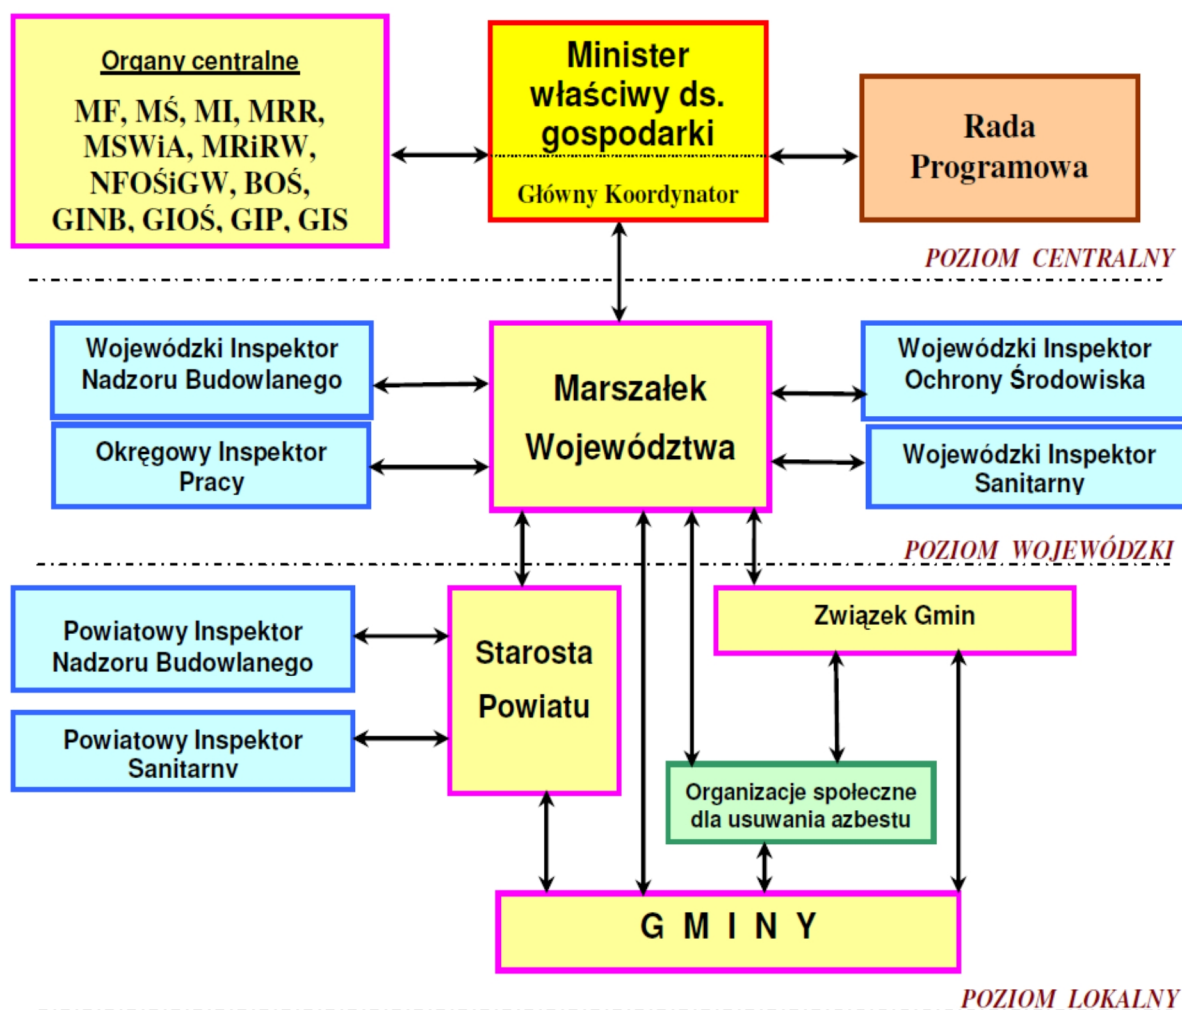 Organy centralne
MF, MŚ, MI, MRR,
MSWiA, MRiRW,
NFOŚiGW, BOŚ,
GINB, GIOŚ, GIP, GIS
Minister
właściwy ds.
gospodarki
Główny Koordynator
Rada
Programowa
POZIOM CENTRALNY
Wojewódzki Inspektor
Nadzoru Budowlanego
Okręgowy Inspektor
Pracy
Marszałek
Województwa
Wojewódzki Inspektor
Ochrony Środowiska
Wojewódzki Inspektor
Sanitarny
POZIOM WOJEWÓDZKI
Powiatowy Inspektor
Nadzoru Budowlanego
Powiatowy Inspektor
Sanitarny
Starosta
Powiatu
Związek Gmin
Organizacje społeczne
dla usuwania azbestu
G M I N Y
POZIOM LOKALNY